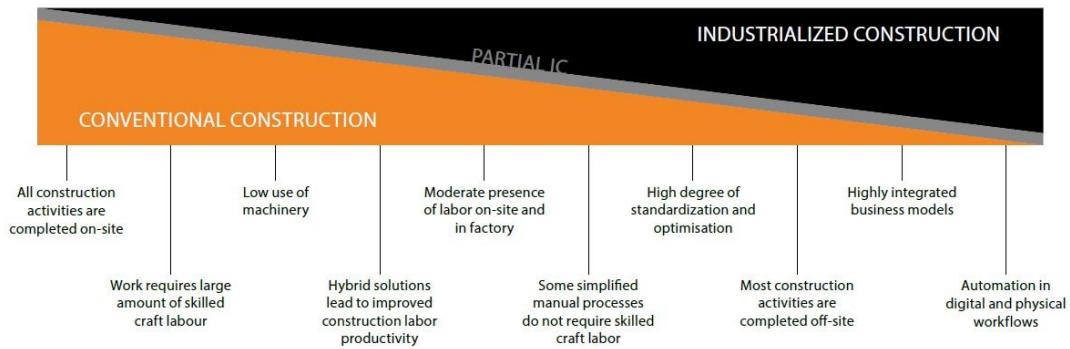 INDUSTRIALIZED CONSTRUCTION
PARTIAL IC
CONVENTIONAL CONSTRUCTION
All construction
activities are
completed on-site
Work requires large
amount of skilled
craft labour
Low use of
machinery
Hybrid solutions
lead to improved
construction labor
productivity
Moderate presence
of labor on-site and
in factory
Some simplified
manual processes
do not require skilled
craft labor
High degree of
standardization and
optimisation
Most construction
activities are
completed off-site
Highly integrated
business models
Automation in
digital and physical
workflows